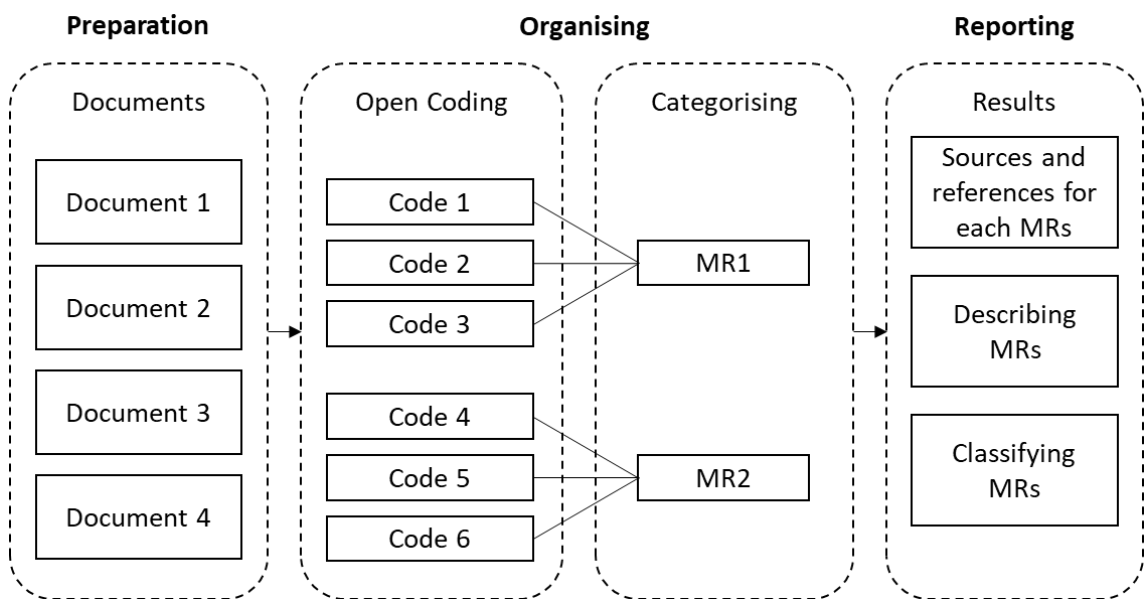 Preparation
Organising
Reporting
Documents
Document 1
Document 2
Document 3
Document 4
Open Coding
Code 1
Code 2
Code 3
Code 4
Code 5
Code 6
Categorising
MR1
MR2
Results
Sources and
references for
each MRs
Describing
MRs
Classifying
MRs